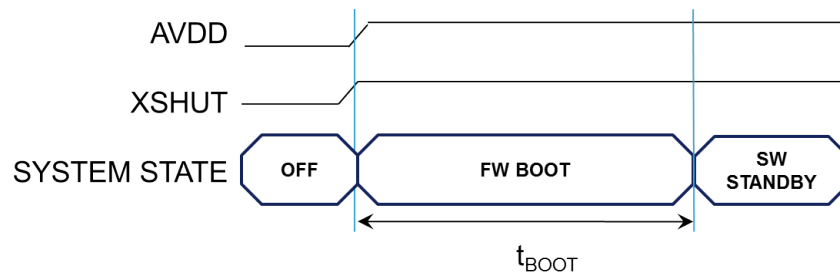 AVDD
XSHUT
SYSTEM STATE
OFF
FW BOOT
SW
STANDBY
tBOOT